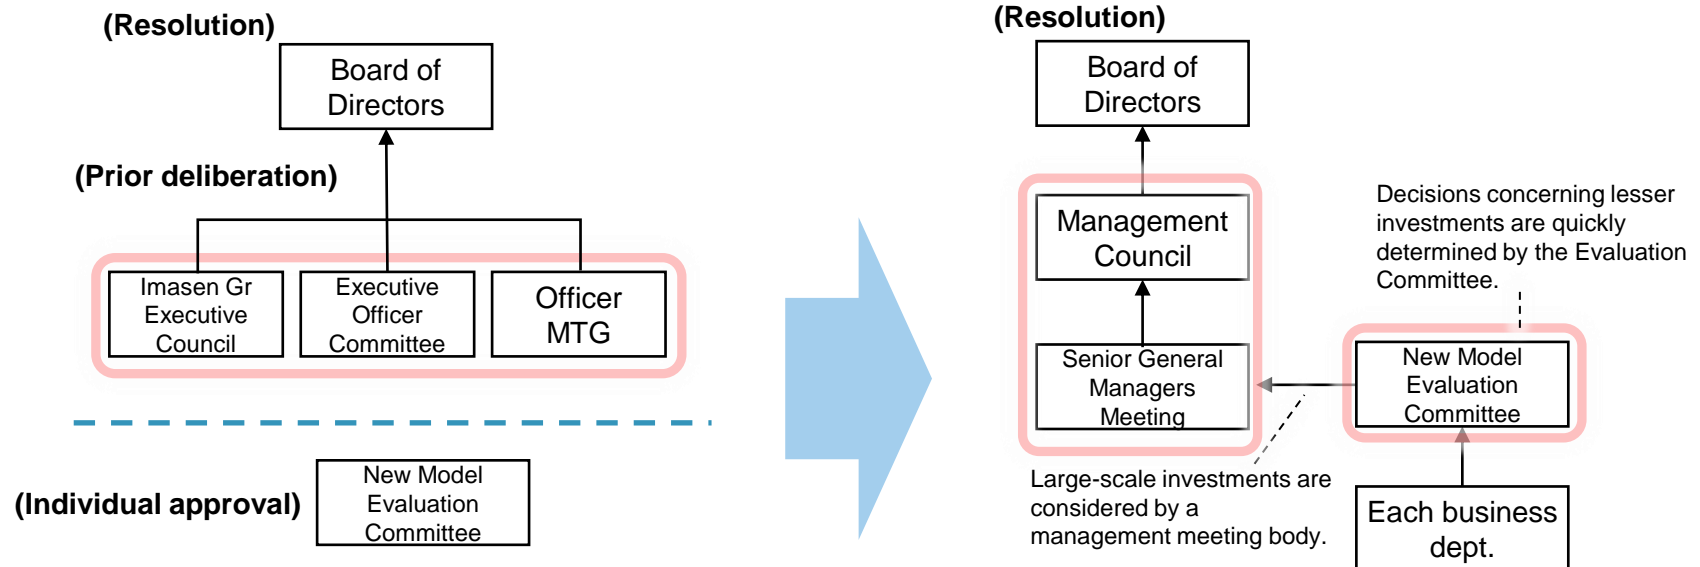 (Resolution)
Board of
Directors
(Prior deliberation)
Imasen Gr
Executive
Council
Executive
Officer
Committee
Officer
MTG
(Individual approval)
New Model
Evaluation
Committee
(Resolution)
Board of
Directors
Management
Council
Senior General
Managers
Meeting
Decisions concerning lesser
investments are quickly
determined by the Evaluation
Committee.
New Model
Evaluation
Committee
Large-scale investments are
considered by a
management meeting body.
Each business
dept.